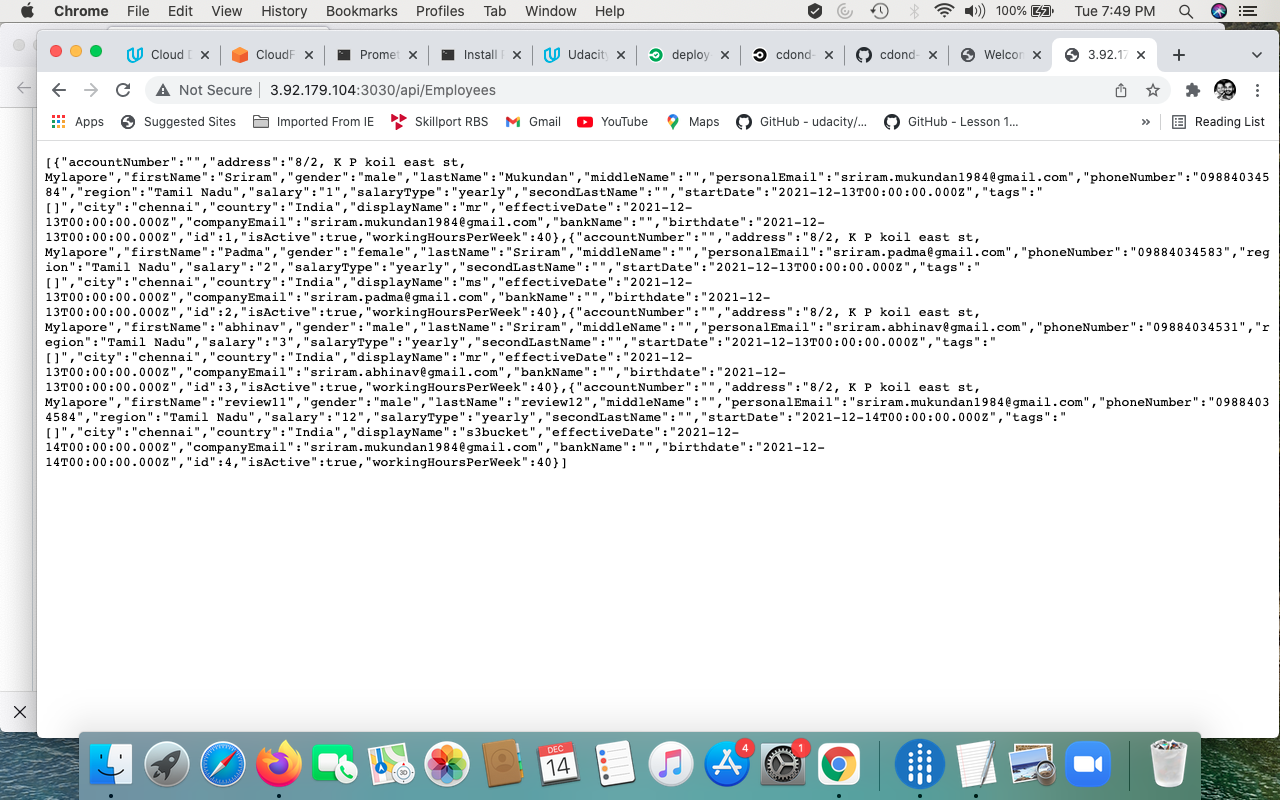 Chrome File Edit View History Bookmarks Profiles Tab Window Help 100% Tue 7:49 PM
Cloud CloudF Promet Install Udacity deploy cdond- cdond- Welcom 3.92.17
Not Secure 3.92.179.104:3030/api/Employees
Apps Suggested Sites Imported From IE Skillport RBS Gmail YouTube Maps GitHub - udacity/... GitHub - Lesson 1... » Reading List
[{"accountNumber":"","address":"8/2, K P koil east st,
Mylapore","firstName":"Sriram","gender":"male","lastName":"Mukundan","middleName":"","personalEmail":"sriram.mukundan1984@gmail.com","phoneNumber":"098840345
84","region":"Tamil Nadu","salary":"1","salaryType":"yearly","secondLastName":"","startDate":"2021-12-13T00:00:00.000Z","tags":"
[]","city":"chennai","country":"India","displayName":"mr","effectiveDate":"2021-12-
13T00:00:00.000Z","companyEmail":"sriram.mukundan1984@gmail.com","bankName":"","birthdate":"2021-12-
13T00:00:00.000Z","id":1,"isActive":true,"workingHoursPerWeek":40},{"accountNumber":"","address":"8/2, K P koil east st,
Mylapore","firstName":"Padma","gender":"female","lastName":"Sriram","middleName":"","personalEmail":"sriram.padma@gmail.com","phoneNumber":"09884034583","reg
ion":"Tamil Nadu","salary":"2","salaryType":"yearly","secondLastName":"","startDate":"2021-12-13T00:00:00.000Z","tags":"
[]","city":"chennai","country":"India","displayName":"ms","effectiveDate":"2021-12-
13T00:00:00.000Z","companyEmail":"sriram.padma@gmail.com","bankName":"","birthdate":"2021-12-
13T00:00:00.000Z","id":2,"isActive":true,"workingHoursPerWeek":40},{"accountNumber":"","address":"8/2, K P koil east st,
Mylapore","firstName":"abhinav","gender":"male","lastName":"Sriram","middleName":"","personalEmail":"sriram.abhinav@gmail.com","phoneNumber":"09884034531","r
egion":"Tamil Nadu","salary":"3","salaryType":"yearly","secondLastName":"","startDate":"2021-12-13T00:00:00.000Z","tags":"
[]","city":"chennai","country":"India","displayName":"mr","effectiveDate":"2021-12-
13T00:00:00.000Z","companyEmail":"sriram.abhinav@gmail.com","bankName":"","birthdate":"2021-12-
13T00:00:00.000Z","id":3,"isActive":true,"workingHoursPerWeek":40},{"accountNumber":"","address":"8/2, K P koil east st,
Mylapore","firstName":"review11","gender":"male","lastName":"review12","middleName":"","personalEmail":"sriram.mukundan1984@gmail.com","phoneNumber":"0988403
4584","region":"Tamil Nadu","salary":"12","salaryType":"yearly","secondLastName":"","startDate":"2021-12-14T00:00:00.000Z","tags":"
[]","city":"chennai","country":"India","displayName":"s3bucket","effectiveDate":"2021-12-
14T00:00:00.000Z","companyEmail":"sriram.mukundan1984@gmail.com","bankName":"","birthdate":"2021-12-
14T00:00:00.000Z","id":4,"isActive":true,"workingHoursPerWeek":40}]
DEC 4 1
14
3D